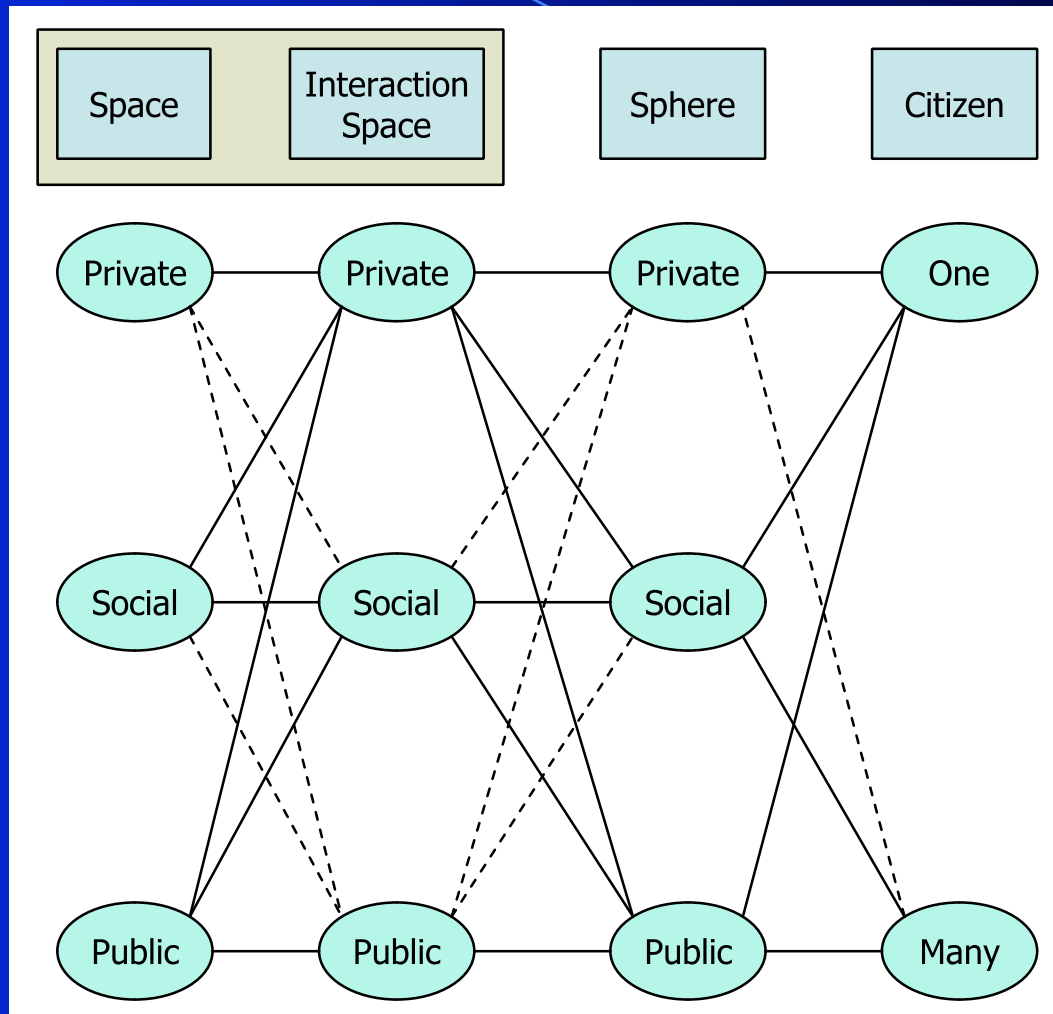 Space
Interaction
Space
Sphere
Citizen
Private
Private
Private
One
Social
Social
Social
Public
Public
Public
Many